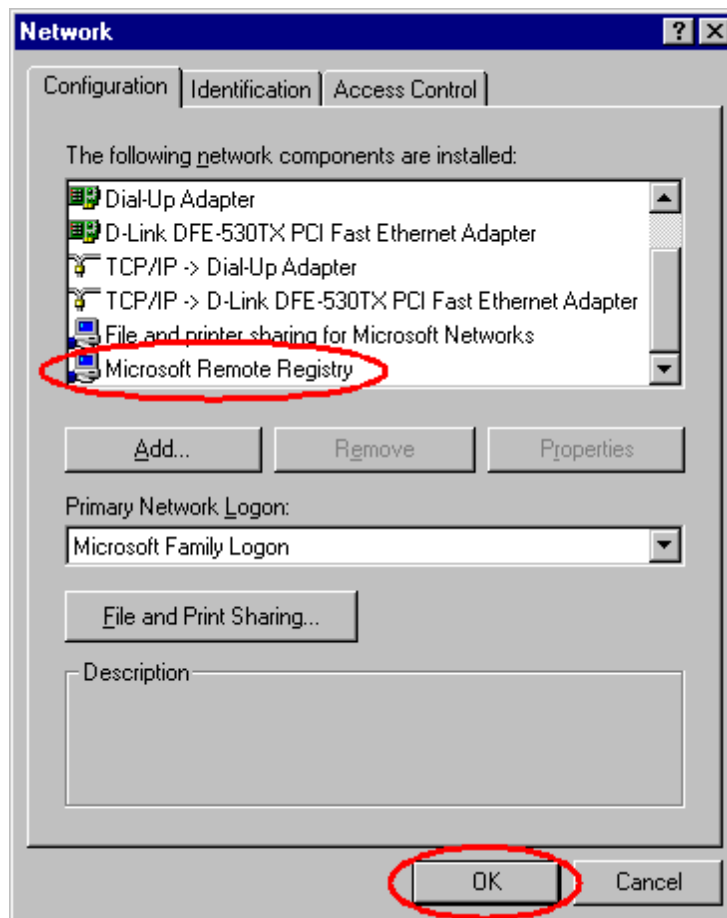 Network
Configuration Identification Access Control
The following network components are installed:
Dial-Up Adapter
D-Link DFE-530TX PCI Fast Ethernet Adapter
TCP/IP -> Dial-Up Adapter
TCP/IP -> D-Link DFE-530TX PCI Fast Ethernet Adapter
File and printer sharing for Microsoft Networks
Microsoft Remote Registry
Add... Remove Properties
Primary Network Logon:
Microsoft Family Logon
File and Print Sharing...
Description
OK Cancel